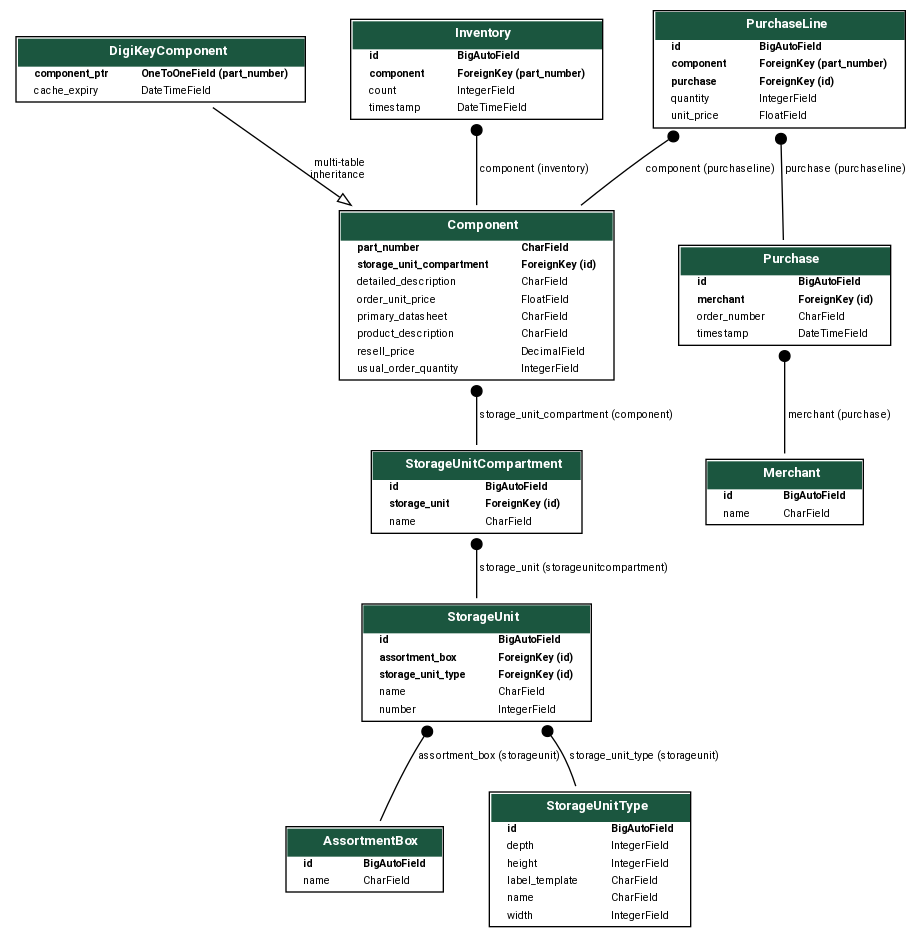 DigiKeyComponent
component_ptr OneToOneField (part_number)
cache_expiry DateTimeField
Inventory
id BigAutoField
component ForeignKey (part_number)
count IntegerField
timestamp DateTimeField
PurchaseLine
id BigAutoField
component ForeignKey (part_number)
purchase ForeignKey (id)
quantity IntegerField
unit_price FloatField
multi-table
inheritance
component (inventory)
component (purchaseline)
purchase (purchaseline)
Component
part_number CharField
storage_unit_compartment ForeignKey (id)
detailed_description CharField
order_unit_price FloatField
primary_datasheet CharField
product_description CharField
resell_price DecimalField
usual_order_quantity IntegerField
Purchase
id BigAutoField
merchant ForeignKey (id)
order_number CharField
timestamp DateTimeField
storage_unit_compartment (component)
merchant (purchase)
StorageUnitCompartment
id BigAutoField
storage_unit ForeignKey (id)
name CharField
Merchant
id BigAutoField
name CharField
storage_unit (storageunitcompartment)
StorageUnit
id BigAutoField
assortment_box ForeignKey (id)
storage_unit_type ForeignKey (id)
name CharField
number IntegerField
assortment_box (storageunit)
storage_unit_type (storageunit)
AssortmentBox
id BigAutoField
name CharField
StorageUnitType
id BigAutoField
depth IntegerField
height IntegerField
label_template CharField
name CharField
width IntegerField